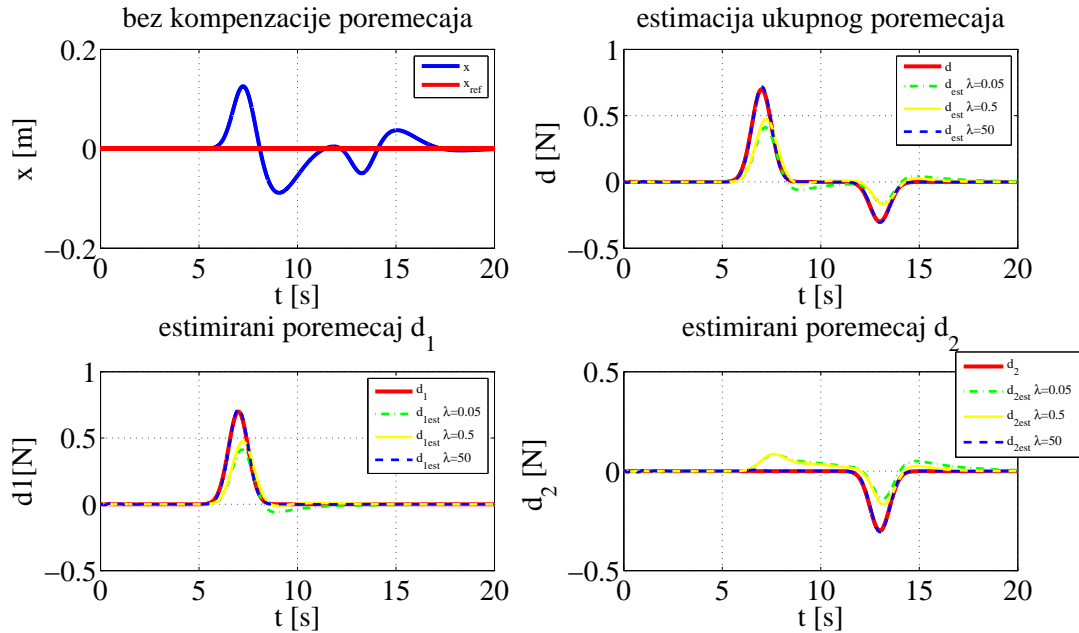 bez kompenzacije poremecaja
0.2
0
−0.2
x [m]
0 5 10 15 20
t [s]
x
x_ref
estimacija ukupnog poremecaja
1
0.5
0
−0.5
d [N]
0 5 10 15 20
t [s]
d
d_est λ=0.05
d_est λ=0.5
d_est λ=50
estimirani poremecaj d_1
1
0.5
0
−0.5
d1[N]
0 5 10 15 20
t [s]
d_1
d_1est λ=0.05
d_1est λ=0.5
d_1est λ=50
estimirani poremecaj d_2
0.5
0
−0.5
d_2 [N]
0 5 10 15 20
t [s]
d_2
d_2est λ=0.05
d_2est λ=0.5
d_2est λ=50